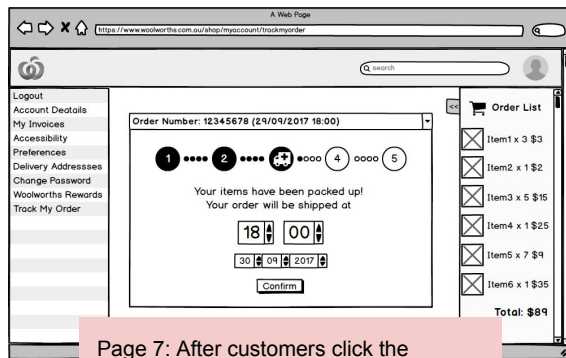 A Web Page
https://www.woolworths.com.au/shop/myaccount/trackmyorder
search
Logout
Account Deatails
My Invoices
Accessibility
Preferences
Delivery Addressses
Change Password
Woolworths Rewards
Track My Order
<<
Order List
Order Number: 12345678 (29/09/2017 18:00)
1 2 4 5
Your items have been packed up!
Your order will be shipped at
18 00
30 09 2017
Confirm
Item1 x 3 $3
Item2 x 1 $2
Item3 x 5 $15
Item4 x 1 $25
Item5 x 7 $9
Item6 x 1 $35
Total: $89
Page 7: After customers click the